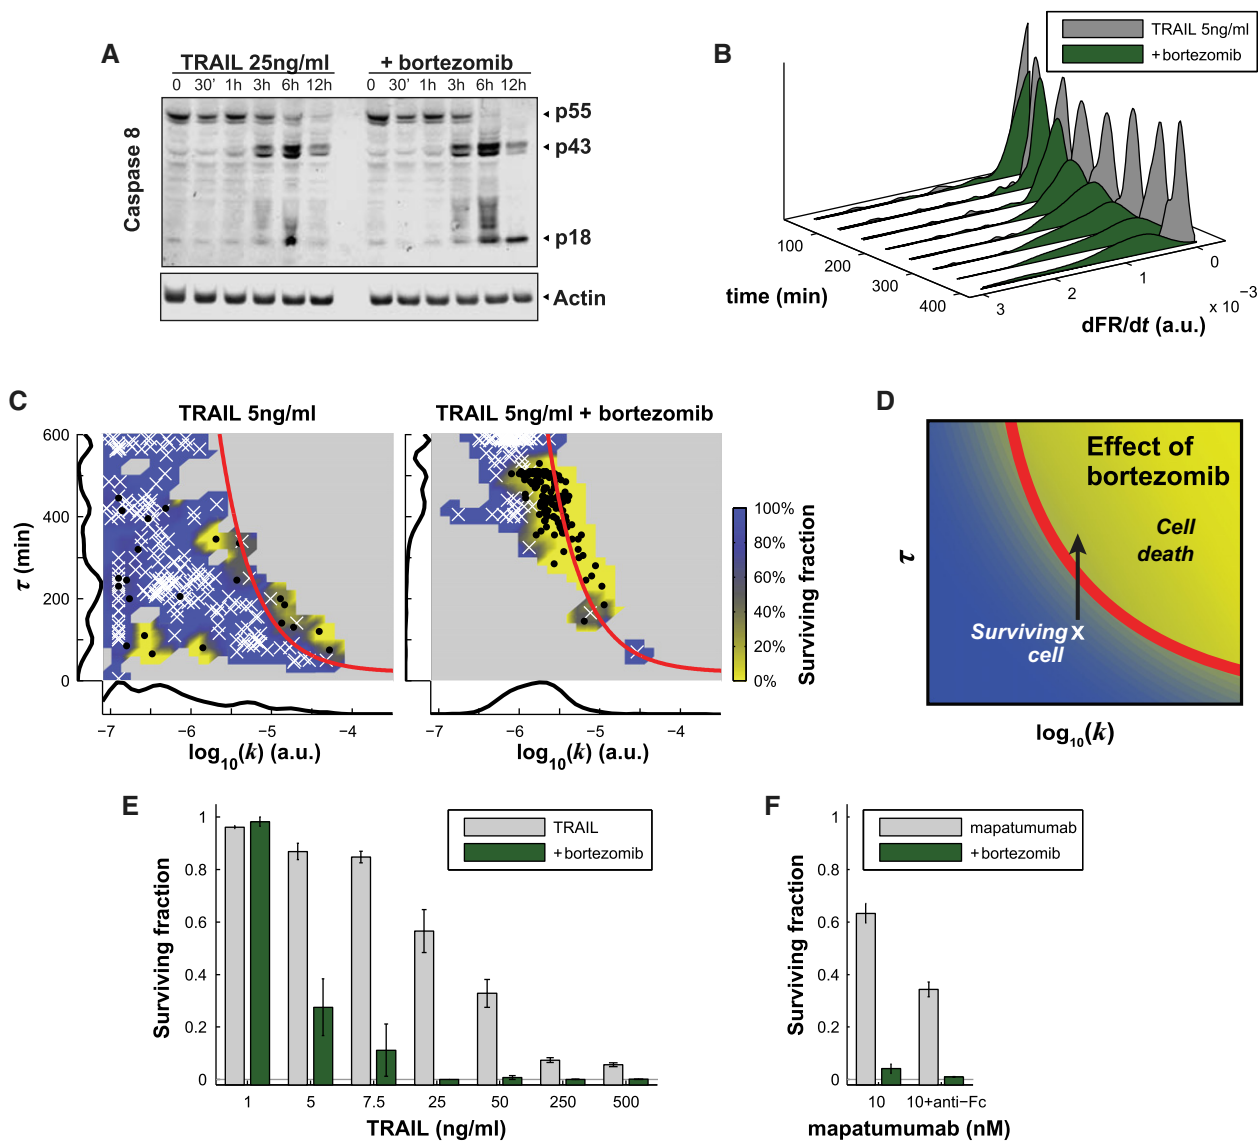 A
TRAIL 25ng/ml
+ bortezomib
0 30' 1h 3h 6h 12h
0 30' 1h 3h 6h 12h
Caspase 8
p55
p43
p18
Actin
B
TRAIL 5ng/ml
+ bortezomib
100
200
300
400
time (min)
3
2
1
0
x 10−3
dFR/dt (a.u.)
C
TRAIL 5ng/ml
TRAIL 5ng/ml + bortezomib
600
400
200
0
τ (min)
−7 −6 −5 −4
log10(k) (a.u.)
−7 −6 −5 −4
log10(k) (a.u.)
100%
80%
60%
40%
20%
0%
Surviving fraction
D
Effect of
bortezomib
Cell
death
Surviving x
cell
τ
log10(k)
E
TRAIL
+ bortezomib
1
0.8
0.6
0.4
0.2
0
Surviving fraction
1 5 7.5 25 50 250 500
TRAIL (ng/ml)
F
mapatumumab
+ bortezomib
1
0.8
0.6
0.4
0.2
0
Surviving fraction
10 10+anti−Fc
mapatumumab (nM)